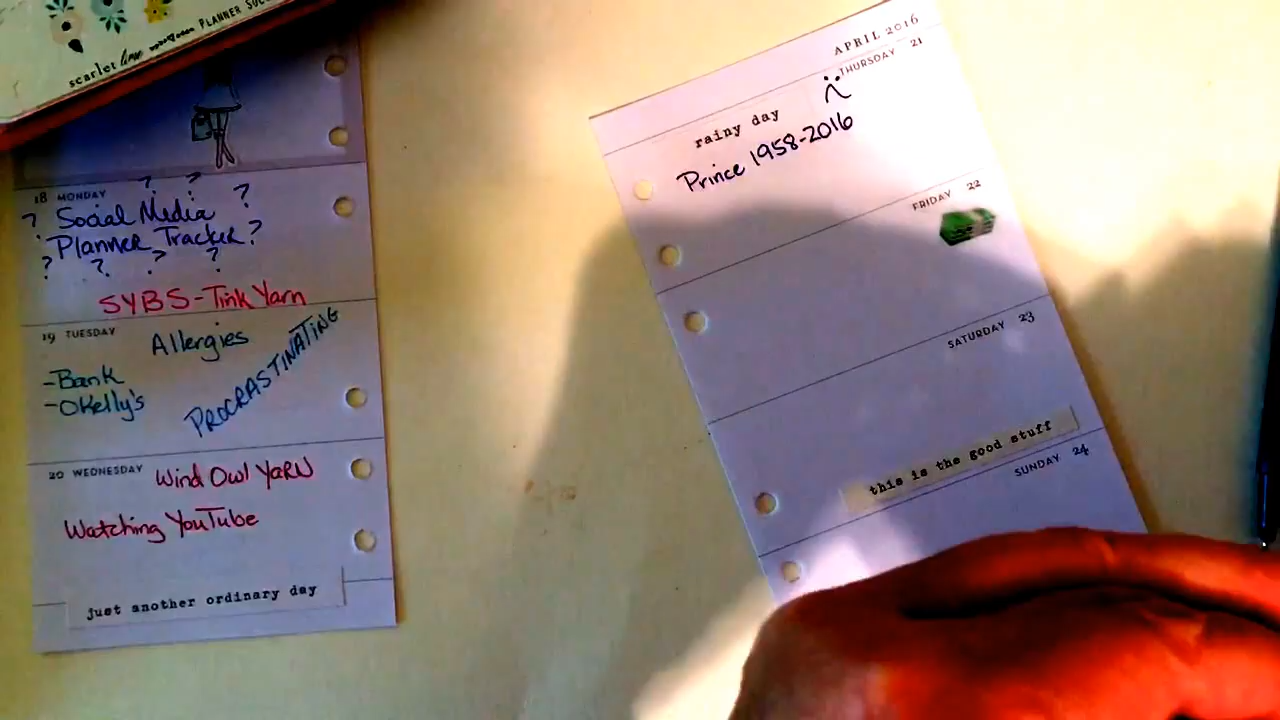 scarlet lime
PLANNER
18 MONDAY
? ? ?
? Social Media
Planner Tracker?
? ? ? ?
SYBS-Tink Yarn
19 TUESDAY
Allergies
-Bank
-OKelly's
PROCRASTINATING
20 WEDNESDAY
Wind Owl YaRN
Watching YouTube
just another ordinary day
APRIL 2016
THURSDAY 21
rainy day
Prince 1958-2016
FRIDAY 22
SATURDAY 23
this is the good stuff
SUNDAY 24